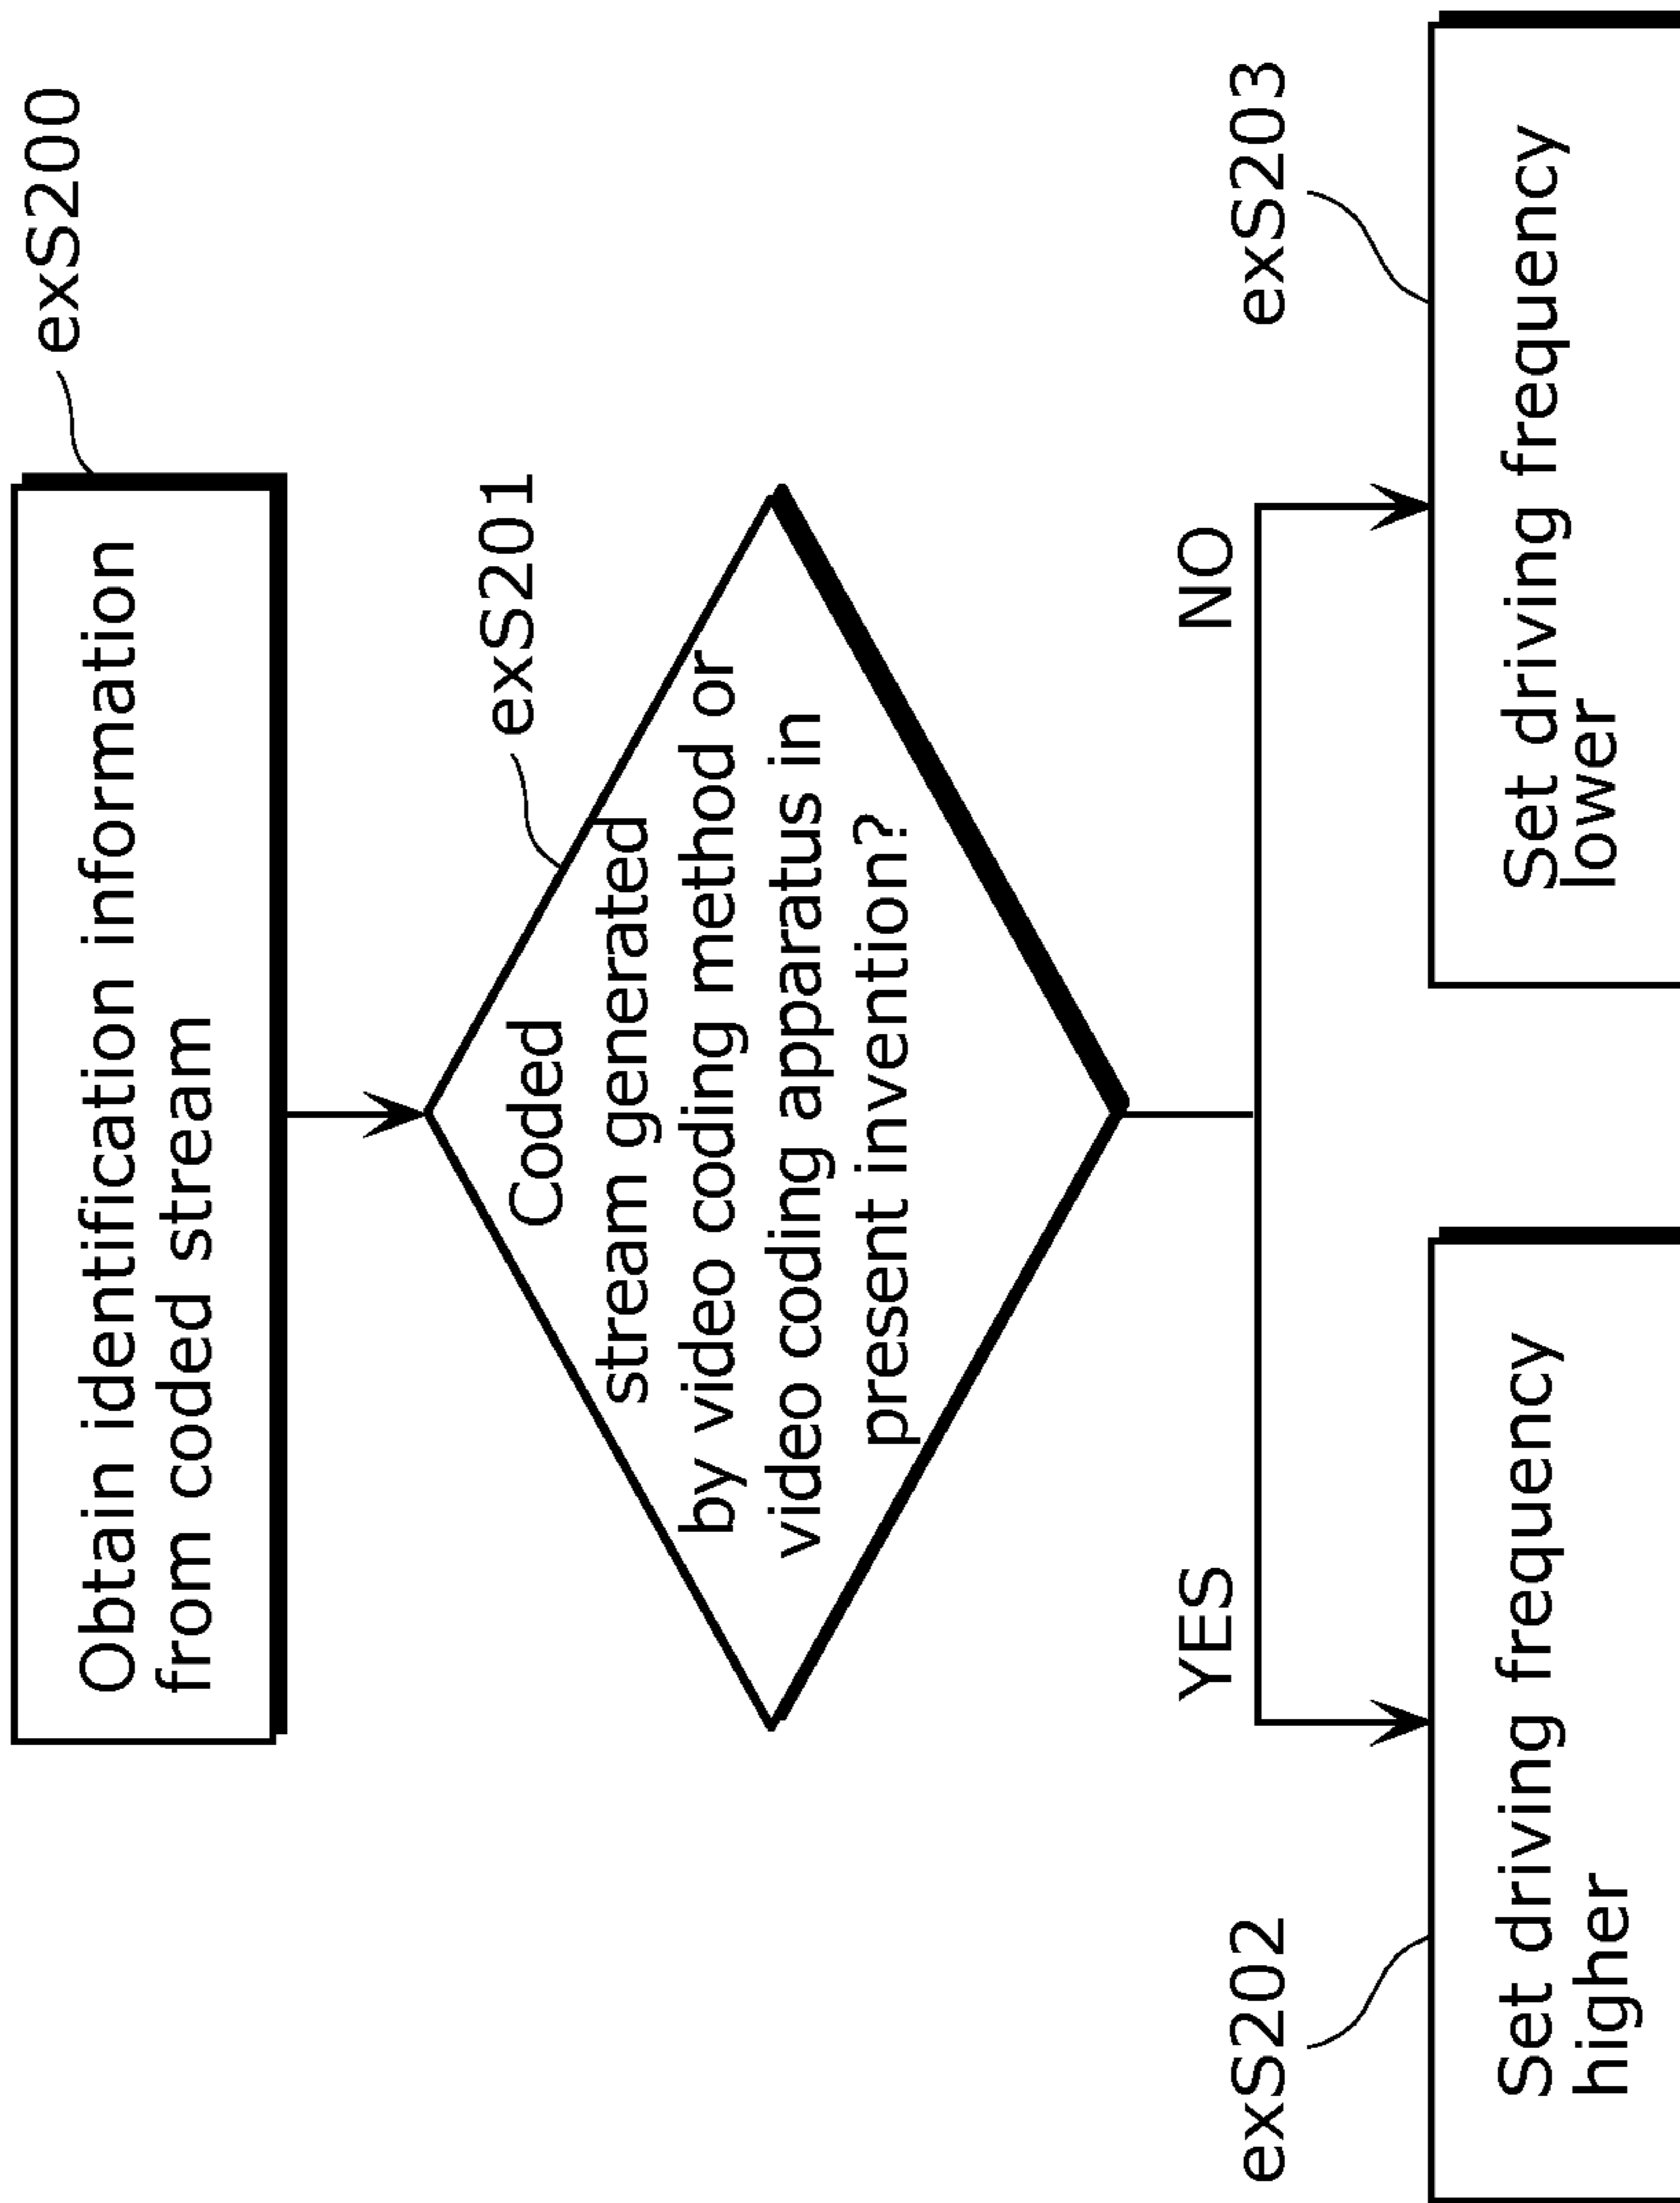 exS200
Obtain identification information
from coded stream
exS201
Coded
stream generated
by video coding method or
video coding apparatus in
present invention?
YES
NO
exS202
Set driving frequency
higher
exS203
Set driving frequency
lower